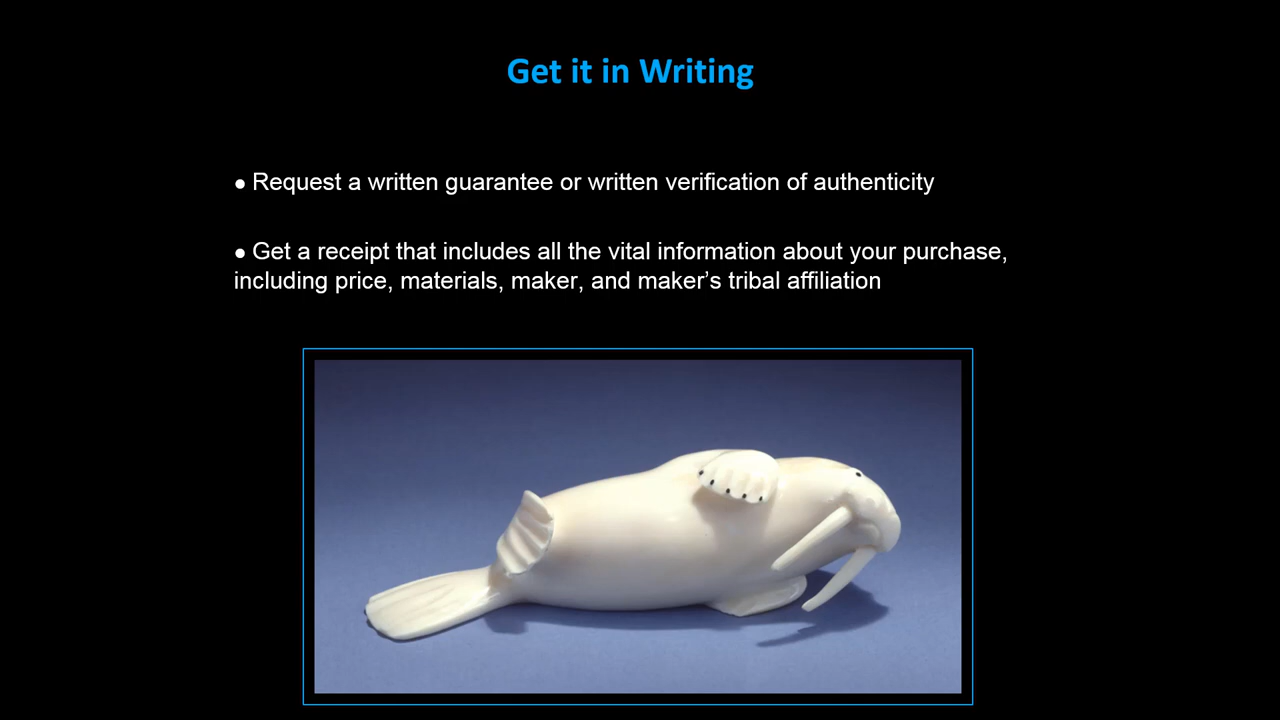 Get it in Writing
● Request a written guarantee or written verification of authenticity
● Get a receipt that includes all the vital information about your purchase,
including price, materials, maker, and maker’s tribal affiliation